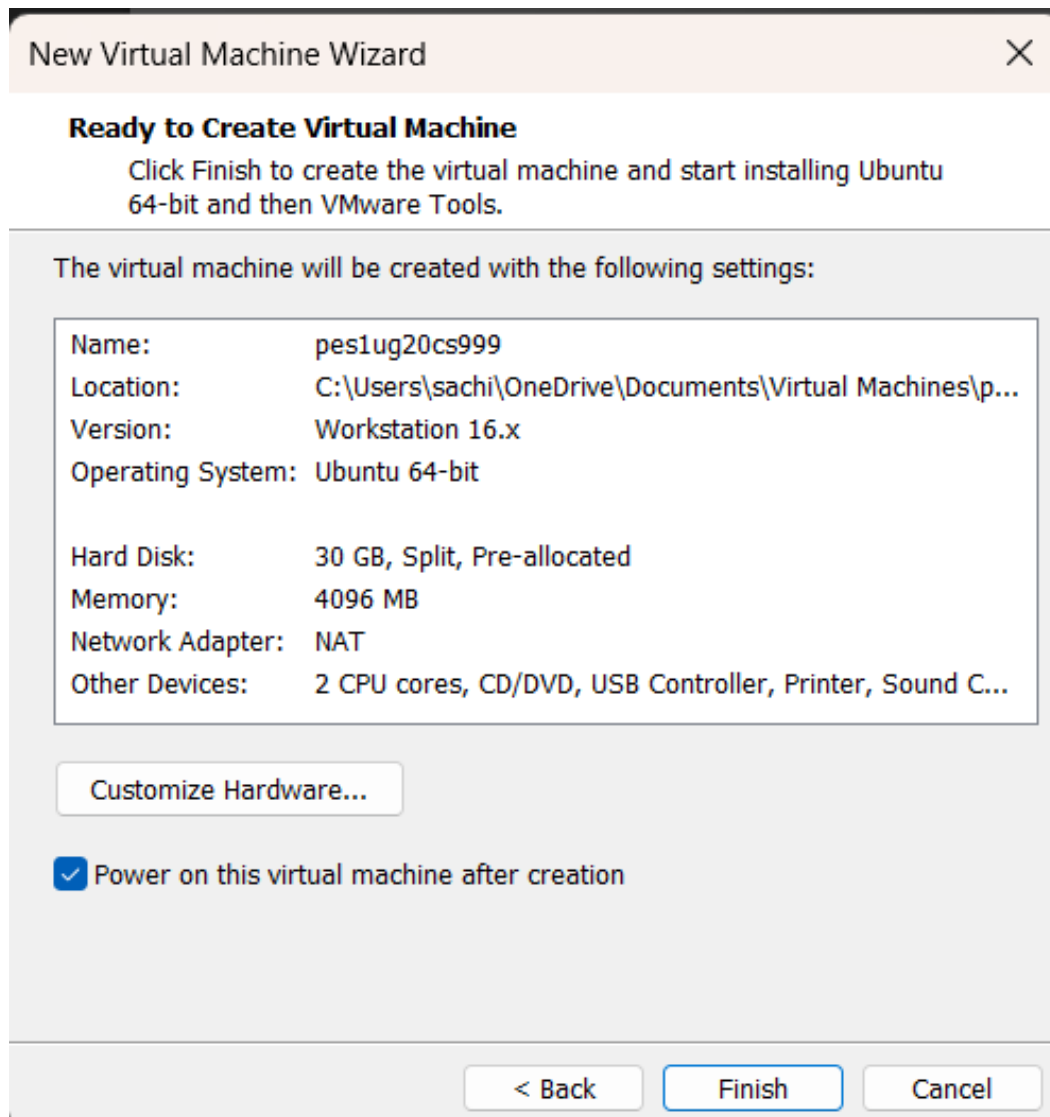 New Virtual Machine Wizard
Ready to Create Virtual Machine
Click Finish to create the virtual machine and start installing Ubuntu
64-bit and then VMware Tools.
The virtual machine will be created with the following settings:
Name: pes1ug20cs999
Location: C:\Users\sachi\OneDrive\Documents\Virtual Machines\p...
Version: Workstation 16.x
Operating System: Ubuntu 64-bit
Hard Disk: 30 GB, Split, Pre-allocated
Memory: 4096 MB
Network Adapter: NAT
Other Devices: 2 CPU cores, CD/DVD, USB Controller, Printer, Sound C...
Customize Hardware...
Power on this virtual machine after creation
< Back Finish Cancel